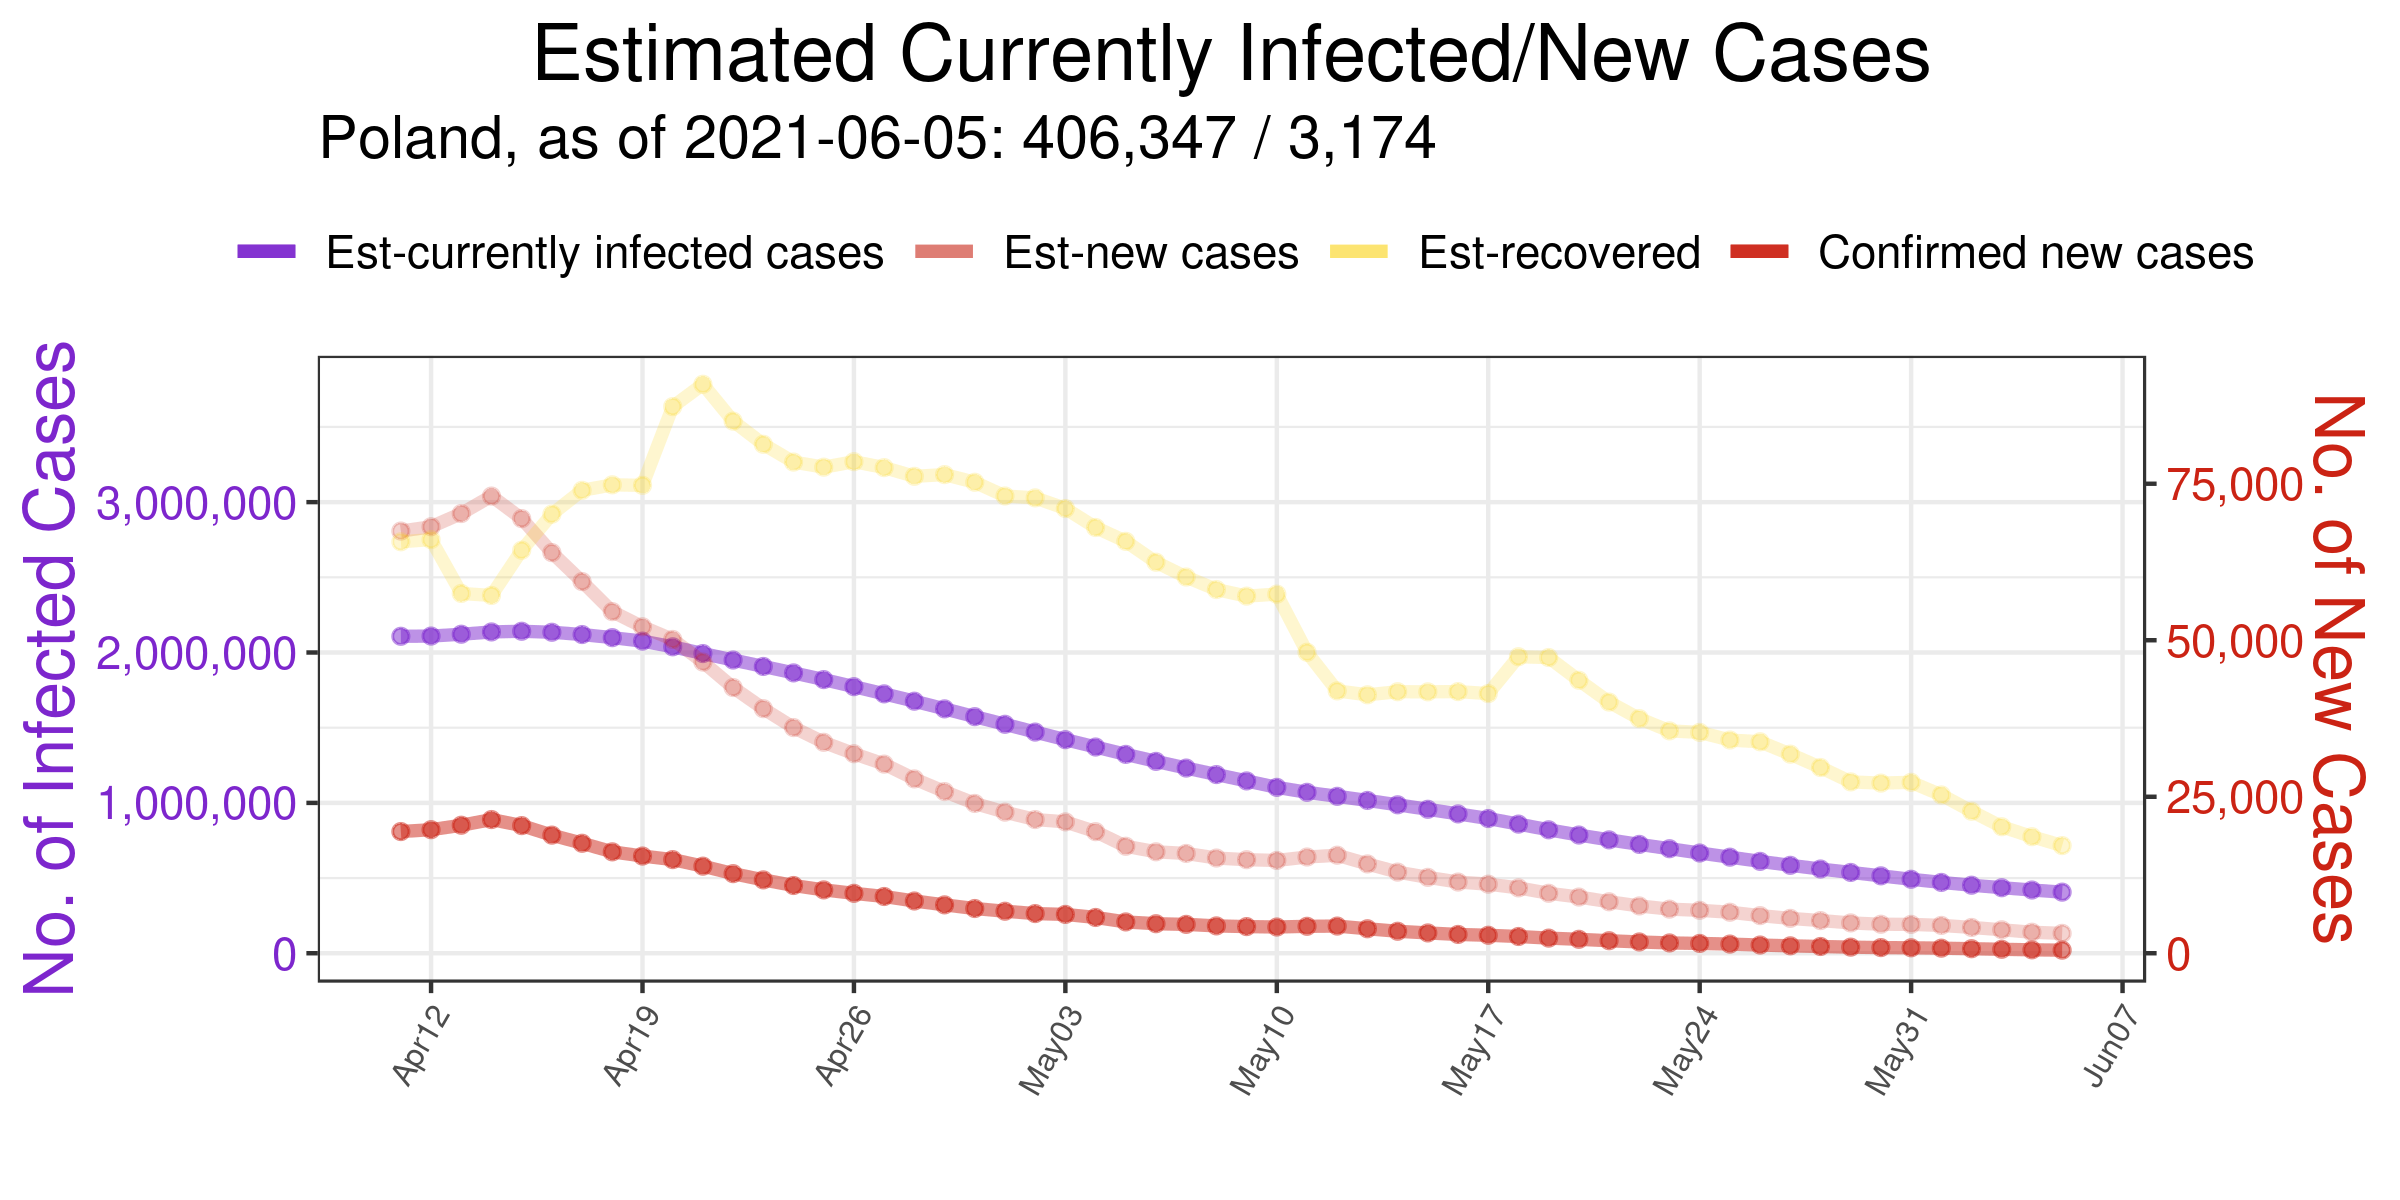 Estimated Currently Infected/New Cases
Poland, as of 2021-06-05: 406,347 / 3,174
Est-currently infected cases Est-new cases Est-recovered Confirmed new cases
No. of Infected Cases
3,000,000
2,000,000
1,000,000
0
75,000
50,000
25,000
0
No. of New Cases
Apr12 Apr19 Apr26 May03 May10 May17 May24 May31 Jun07